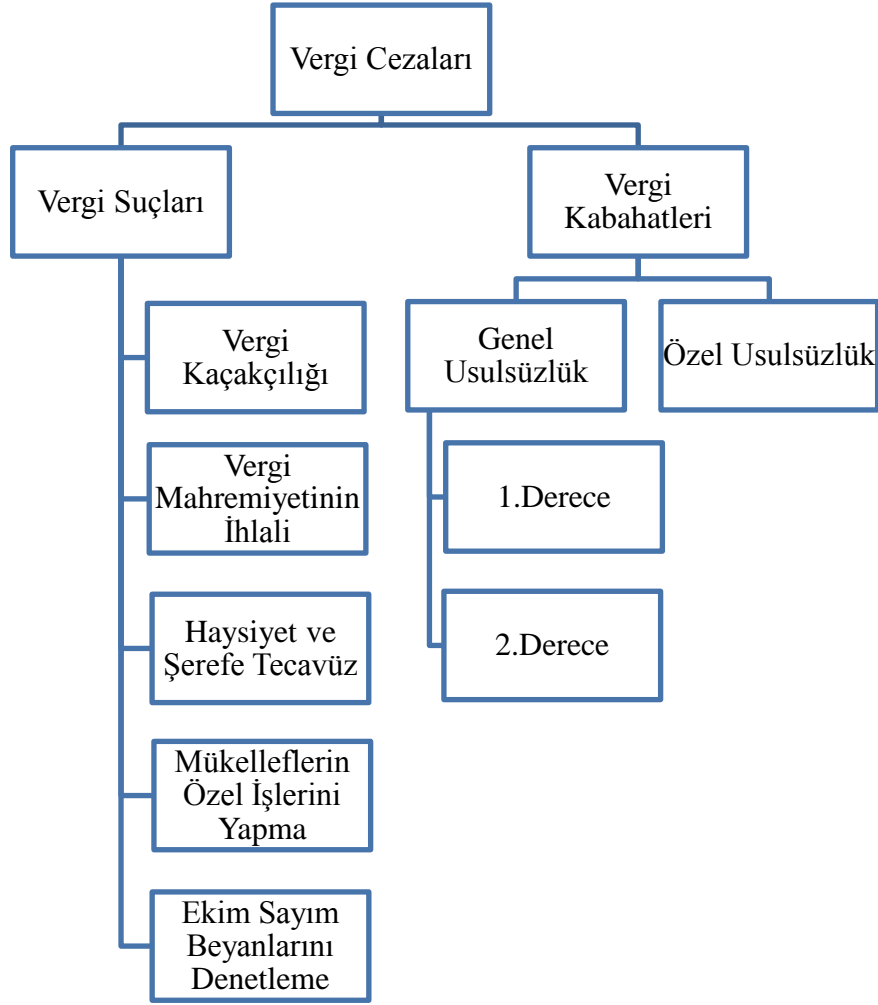 Vergi Cezaları
Vergi Suçları
Vergi
Kaçakçılığı
Vergi
Mahremiyetinin
İhlali
Haysiyet ve
Şerefe Tecavüz
Mükelleflerin
Özel İşlerini
Yapma
Ekim Sayım
Beyanlarını
Denetleme
Vergi
Kabahatleri
Genel
Usulsüzlük
1.Derece
2.Derece
Özel Usulsüzlük